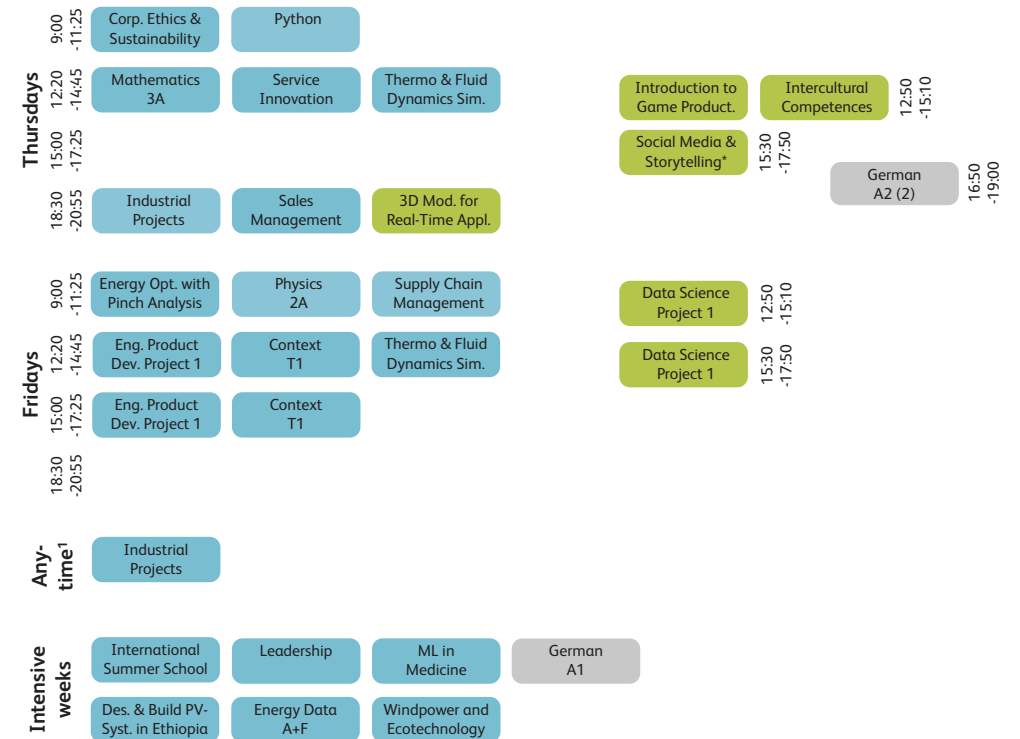 Thursdays
9:00
-11:25
Corp. Ethics &
Sustainability
Python
12:20
-14:45
Mathematics
3A
Service
Innovation
Thermo & Fluid
Dynamics Sim.
Introduction to
Game Product.
Intercultural
Competences
12:50
-15:10
15:00
-17:25
Social Media &
Storytelling*
15:30
-17:50
German
A2 (2)
16:50
-19:00
18:30
-20:55
Industrial
Projects
Sales
Management
3D Mod. for
Real-Time Appl.
Fridays
9:00
-11:25
Energy Opt. with
Pinch Analysis
Physics
2A
Supply Chain
Management
Data Science
Project 1
12:50
-15:10
12:20
-14:45
Eng. Product
Dev. Project 1
Context
T1
Thermo & Fluid
Dynamics Sim.
Data Science
Project 1
15:30
-17:50
15:00
-17:25
Eng. Product
Dev. Project 1
Context
T1
18:30
-20:55
Any-
time¹
Industrial
Projects
Intensive
weeks
International
Summer School
Leadership
ML in
Medicine
German
A1
Des. & Build PV-
Syst. in Ethiopia
Energy Data
A+F
Windpower and
Ecotechnology